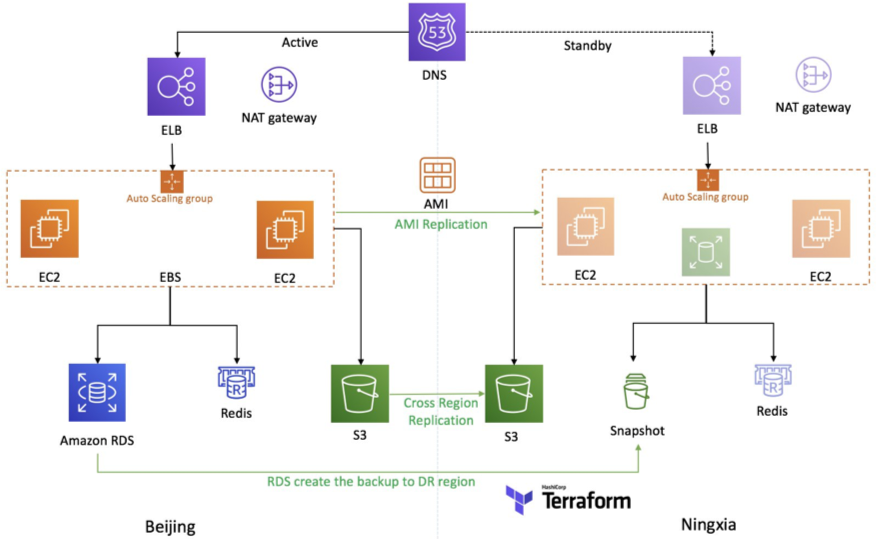 53
Active
Standby
DNS
ELB
NAT gateway
ELB
NAT gateway
Auto Scaling group
AMI
Auto Scaling group
AMI Replication
EC2
EBS
EC2
EC2
EC2
R
R
Amazon RDS
Redis
S3
Cross Region
Replication
S3
Snapshot
Redis
RDS create the backup to DR region
HashiCorp
Terraform
Beijing
Ningxia